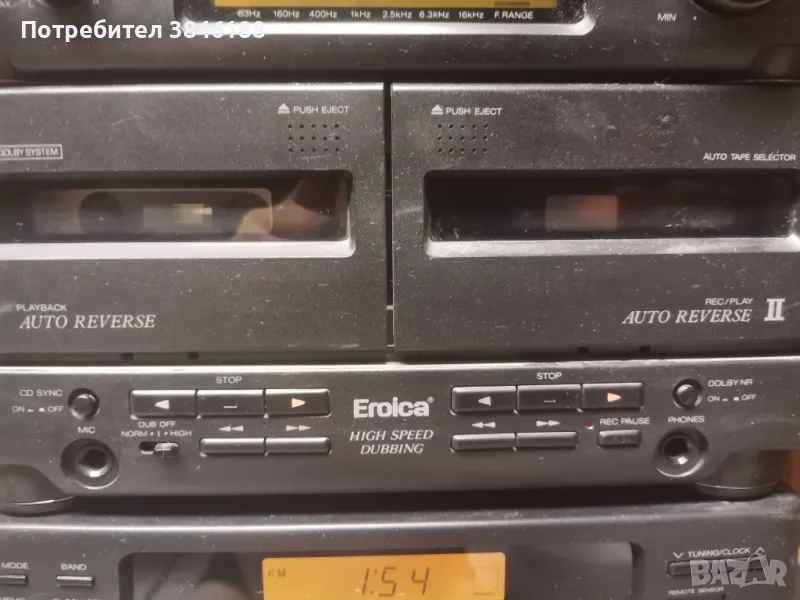 Потребител 3846168
63Hz 160Hz 400Hz 1kHz 2.5kHz 6.3kHz 16kHz F.RANGE
MIN
PUSH EJECT
PUSH EJECT
DOLBY SYSTEM
AUTO TAPE SELECTOR
PLAYBACK
AUTO REVERSE
REC/PLAY
AUTO REVERSE II
CD SYNC
ON OFF
STOP
STOP
DOLBY NR
ON OFF
Eroica®
MIC
DUB OFF
NORM • I • HIGH
HIGH SPEED
DUBBING
REC PAUSE
PHONES
MODE
BAND
FM
1:54
TUNING/CLOCK
REMOTE SENSOR
BAZAR